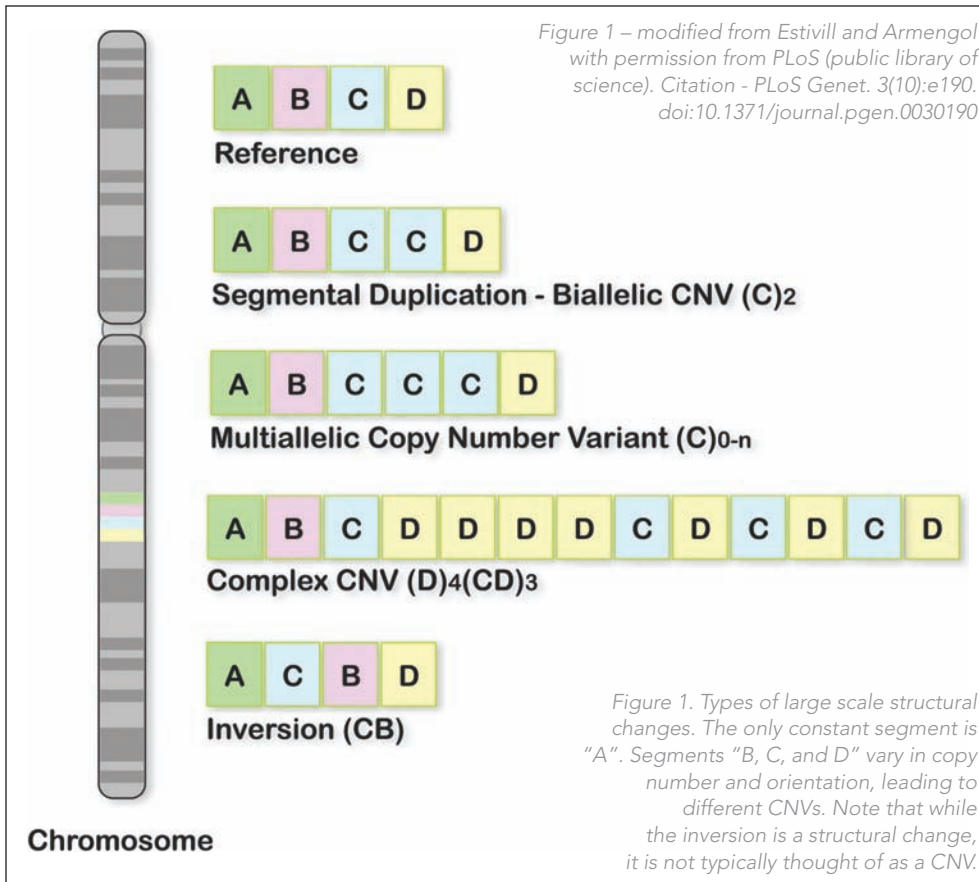 Figure 1 – modified from Estivill and Armengol
with permission from PLoS (public library of
science). Citation - PLoS Genet. 3(10):e190.
doi:10.1371/journal.pgen.0030190
A B C D
Reference
A B C C D
Segmental Duplication - Biallelic CNV (C)2
A B C C C D
Multiallelic Copy Number Variant (C)0-n
A B C D D D D C D C D C D
Complex CNV (D)4(CD)3
A C B D
Inversion (CB)
Chromosome
Figure 1. Types of large scale structural
changes. The only constant segment is
"A". Segments "B, C, and D" vary in copy
number and orientation, leading to
different CNVs. Note that while
the inversion is a structural change,
it is not typically thought of as a CNV.